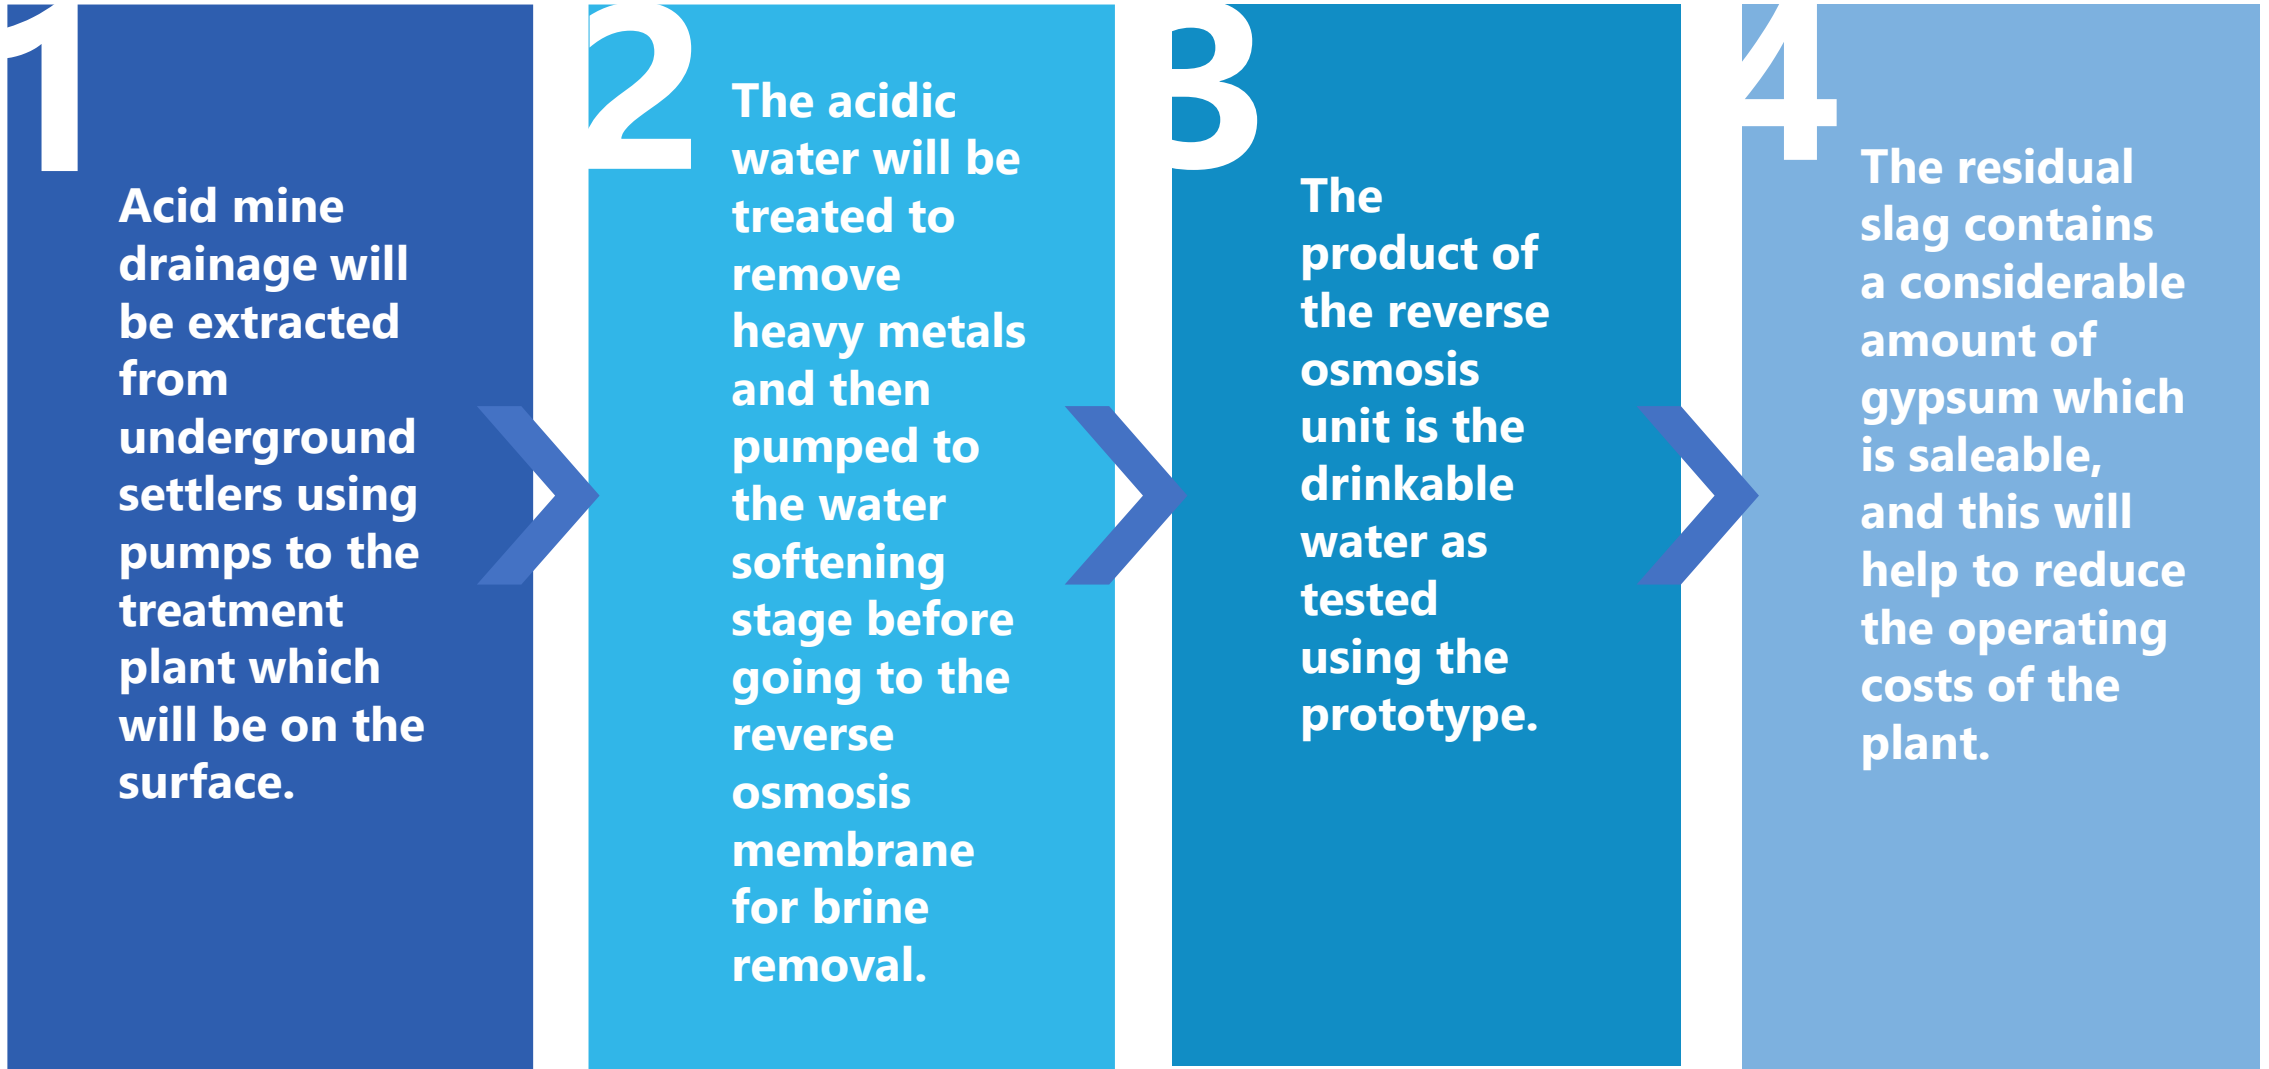 1
Acid mine
drainage will
be extracted
from
underground
settlers using
pumps to the
treatment
plant which
will be on the
surface.
2
The acidic
water will be
treated to
remove
heavy metals
and then
pumped to
the water
softening
stage before
going to the
reverse
osmosis
membrane
for brine
removal.
3
The
product of
the reverse
osmosis
unit is the
drinkable
water as
tested
using the
prototype.
4
The residual
slag contains
a considerable
amount of
gypsum which
is saleable,
and this will
help to reduce
the operating
costs of the
plant.